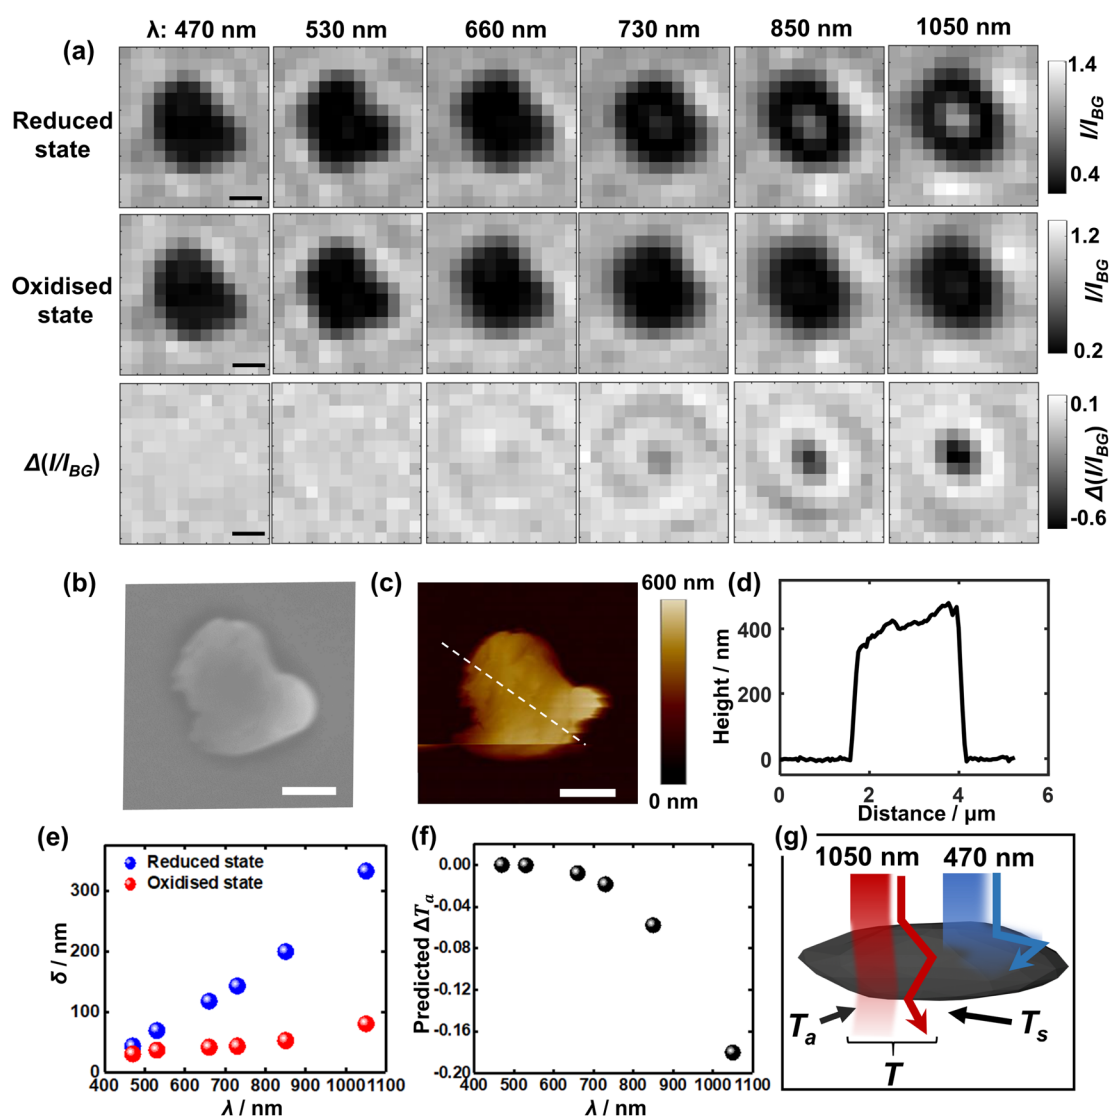 λ: 470 nm 530 nm 660 nm 730 nm 850 nm 1050 nm
(a)
Reduced
state
1.4
0.4
I/I_BG
Oxidised
state
1.2
0.2
I/I_BG
Δ(I/I_BG)
0.1
-0.6
Δ(I/I_BG)
(b)
(c)
600 nm
0 nm
(d)
Height / nm
400
200
0
0 2 4 6
Distance / µm
(e)
Reduced state
Oxidised state
δ / nm
300
200
100
0
400 500 600 700 800 900 1000 1100
λ / nm
(f)
Predicted ΔT_a
0.00
-0.04
-0.08
-0.12
-0.16
-0.20
400 500 600 700 800 900 1000 1100
λ / nm
(g)
1050 nm 470 nm
T_a
T_s
T